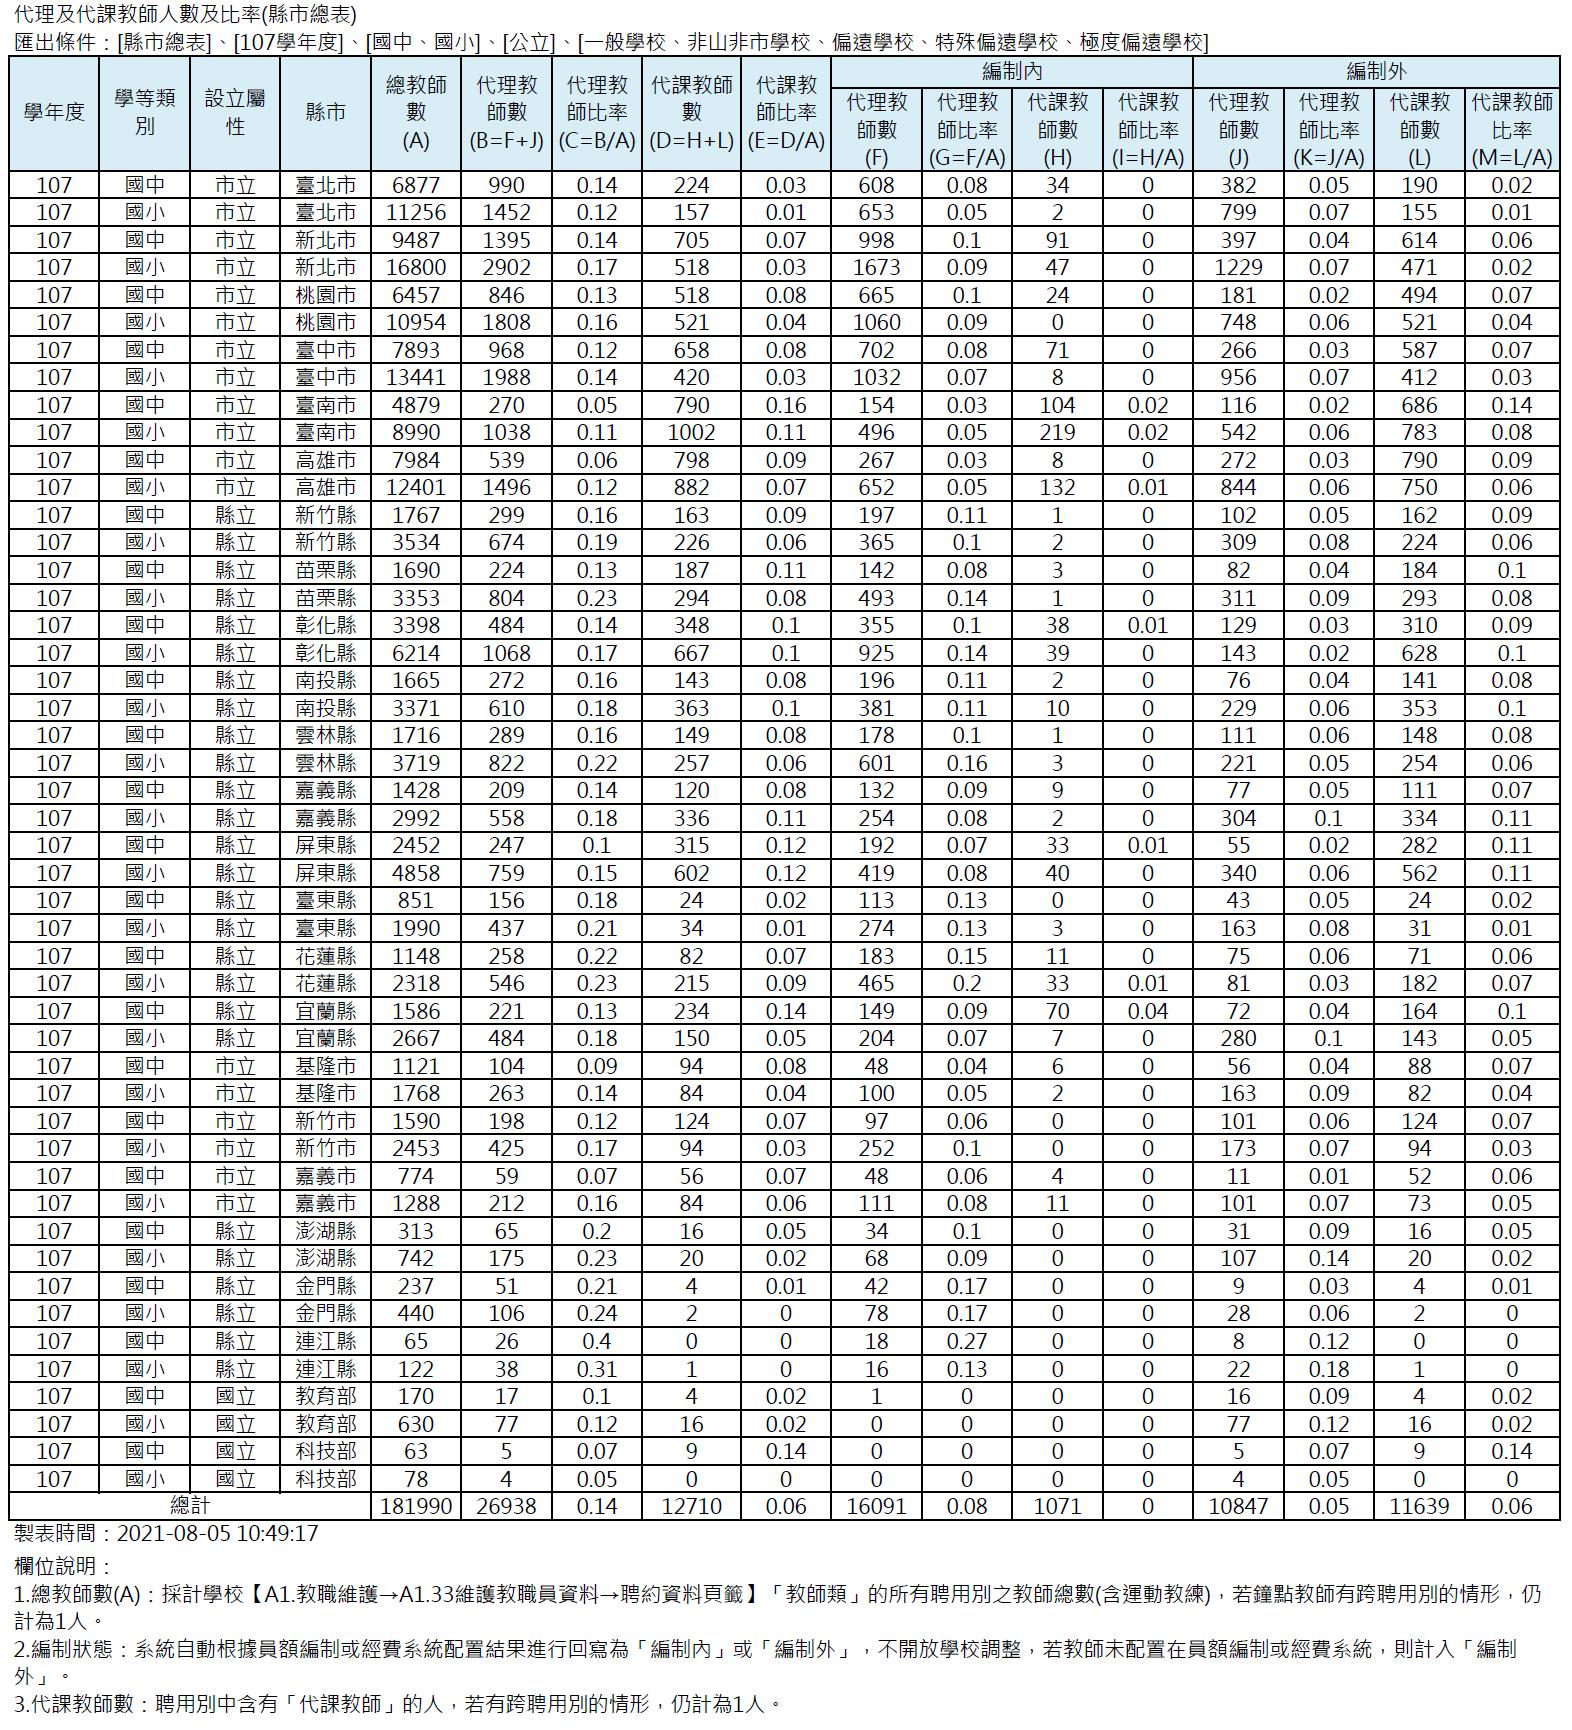 代理及代課教師人數及比率(縣市總表)
匯出條件：[縣市總表]、[107學年度]、[國中、國小]、[公立]、[一般學校、非山非市學校、偏遠學校、特殊偏遠學校、極度偏遠學校]
學年度 學等類別 設立屬性 縣市 總教師數(A) 代理教師數(B=F+J) 代理教師比率(C=B/A) 代課教師數(D=H+L) 代課教師比率(E=D/A) 編制內 編制外
代理教師數(F) 代理教師比率(G=F/A) 代課教師數(H) 代課教師比率(I=H/A) 代理教師數(J) 代理教師比率(K=J/A) 代課教師數(L) 代課教師比率(M=L/A)
107 國中 市立 臺北市 6877 990 0.14 224 0.03 608 0.08 34 0 382 0.05 190 0.02
107 國小 市立 臺北市 11256 1452 0.12 157 0.01 653 0.05 2 0 799 0.07 155 0.01
107 國中 市立 新北市 9487 1395 0.14 705 0.07 998 0.1 91 0 397 0.04 614 0.06
107 國小 市立 新北市 16800 2902 0.17 518 0.03 1673 0.09 47 0 1229 0.07 471 0.02
107 國中 市立 桃園市 6457 846 0.13 518 0.08 665 0.1 24 0 181 0.02 494 0.07
107 國小 市立 桃園市 10954 1808 0.16 521 0.04 1060 0.09 0 0 748 0.06 521 0.04
107 國中 市立 臺中市 7893 968 0.12 658 0.08 702 0.08 71 0 266 0.03 587 0.07
107 國小 市立 臺中市 13441 1988 0.14 420 0.03 1032 0.07 8 0 956 0.07 412 0.03
107 國中 市立 臺南市 4879 270 0.05 790 0.16 154 0.03 104 0.02 116 0.02 686 0.14
107 國小 市立 臺南市 8990 1038 0.11 1002 0.11 496 0.05 219 0.02 542 0.06 783 0.08
107 國中 市立 高雄市 7984 539 0.06 798 0.09 267 0.03 8 0 272 0.03 790 0.09
107 國小 市立 高雄市 12401 1496 0.12 882 0.07 652 0.05 132 0.01 844 0.06 750 0.06
107 國中 縣立 新竹縣 1767 299 0.16 163 0.09 197 0.11 1 0 102 0.05 162 0.09
107 國小 縣立 新竹縣 3534 674 0.19 226 0.06 365 0.1 2 0 309 0.08 224 0.06
107 國中 縣立 苗栗縣 1690 224 0.13 187 0.11 142 0.08 3 0 82 0.04 184 0.1
107 國小 縣立 苗栗縣 3353 804 0.23 294 0.08 493 0.14 1 0 311 0.09 293 0.08
107 國中 縣立 彰化縣 3398 484 0.14 348 0.1 355 0.1 38 0.01 129 0.03 310 0.09
107 國小 縣立 彰化縣 6214 1068 0.17 667 0.1 925 0.14 39 0 143 0.02 628 0.1
107 國中 縣立 南投縣 1665 272 0.16 143 0.08 196 0.11 2 0 76 0.04 141 0.08
107 國小 縣立 南投縣 3371 610 0.18 363 0.1 381 0.11 10 0 229 0.06 353 0.1
107 國中 縣立 雲林縣 1716 289 0.16 149 0.08 178 0.1 1 0 111 0.06 148 0.08
107 國小 縣立 雲林縣 3719 822 0.22 257 0.06 601 0.16 3 0 221 0.05 254 0.06
107 國中 縣立 嘉義縣 1428 209 0.14 120 0.08 132 0.09 9 0 77 0.05 111 0.07
107 國小 縣立 嘉義縣 2992 558 0.18 336 0.11 254 0.08 2 0 304 0.1 334 0.11
107 國中 縣立 屏東縣 2452 247 0.1 315 0.12 192 0.07 33 0.01 55 0.02 282 0.11
107 國小 縣立 屏東縣 4858 759 0.15 602 0.12 419 0.08 40 0 340 0.06 562 0.11
107 國中 縣立 臺東縣 851 156 0.18 24 0.02 113 0.13 0 0 43 0.05 24 0.02
107 國小 縣立 臺東縣 1990 437 0.21 34 0.01 274 0.13 3 0 163 0.08 31 0.01
107 國中 縣立 花蓮縣 1148 258 0.22 82 0.07 183 0.15 11 0 75 0.06 71 0.06
107 國小 縣立 花蓮縣 2318 546 0.23 215 0.09 465 0.2 33 0.01 81 0.03 182 0.07
107 國中 縣立 宜蘭縣 1586 221 0.13 234 0.14 149 0.09 70 0.04 72 0.04 164 0.1
107 國小 縣立 宜蘭縣 2667 484 0.18 150 0.05 204 0.07 7 0 280 0.1 143 0.05
107 國中 市立 基隆市 1121 104 0.09 94 0.08 48 0.04 6 0 56 0.04 88 0.07
107 國小 市立 基隆市 1768 263 0.14 84 0.04 100 0.05 2 0 163 0.09 82 0.04
107 國中 市立 新竹市 1590 198 0.12 124 0.07 97 0.06 0 0 101 0.06 124 0.07
107 國小 市立 新竹市 2453 425 0.17 94 0.03 252 0.1 0 0 173 0.07 94 0.03
107 國中 市立 嘉義市 774 59 0.07 56 0.07 48 0.06 4 0 11 0.01 52 0.06
107 國小 市立 嘉義市 1288 212 0.16 84 0.06 111 0.08 11 0 101 0.07 73 0.05
107 國中 縣立 澎湖縣 313 65 0.2 16 0.05 34 0.1 0 0 31 0.09 16 0.05
107 國小 縣立 澎湖縣 742 175 0.23 20 0.02 68 0.09 0 0 107 0.14 20 0.02
107 國中 縣立 金門縣 237 51 0.21 4 0.01 42 0.17 0 0 9 0.03 4 0.01
107 國小 縣立 金門縣 440 106 0.24 2 0 78 0.17 0 0 28 0.06 2 0
107 國中 縣立 連江縣 65 26 0.4 0 0 18 0.27 0 0 8 0.12 0 0
107 國小 縣立 連江縣 122 38 0.31 1 0 16 0.13 0 0 22 0.18 1 0
107 國中 國立 教育部 170 17 0.1 4 0.02 1 0 0 0 16 0.09 4 0.02
107 國小 國立 教育部 630 77 0.12 16 0.02 0 0 0 0 77 0.12 16 0.02
107 國中 國立 科技部 63 5 0.07 9 0.14 0 0 0 0 5 0.07 9 0.14
107 國小 國立 科技部 78 4 0.05 0 0 0 0 0 0 4 0.05 0 0
總計 181990 26938 0.14 12710 0.06 16091 0.08 1071 0 10847 0.05 11639 0.06
製表時間：2021-08-05 10:49:17
欄位說明：
1.總教師數(A)：採計學校【A1.教職維護→A1.33維護教職員資料→聘約資料頁籤】「教師類」的所有聘用別之教師總數(含運動教練)，若鐘點教師有跨聘用別的情形，仍
計為1人。
2.編制狀態：系統自動根據員額編制或經費系統配置結果進行回寫為「編制內」或「編制外」，不開放學校調整，若教師未配置在員額編制或經費系統，則計入「編制
外」。
3.代課教師數：聘用別中含有「代課教師」的人，若有跨聘用別的情形，仍計為1人。